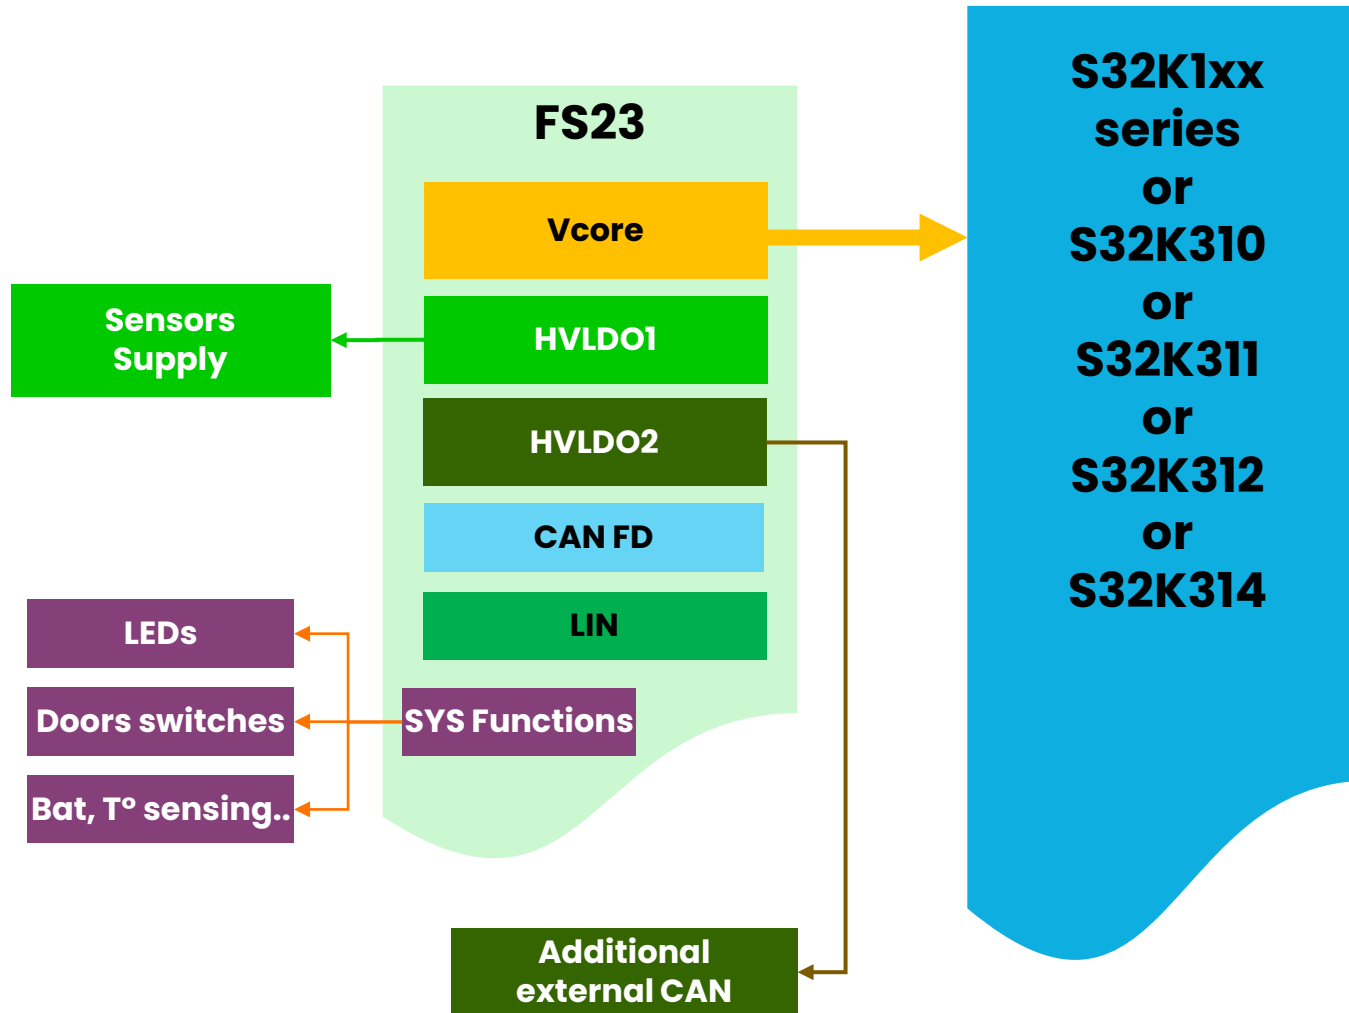 FS23
Vcore
HVLDO1
HVLDO2
CAN FD
LIN
SYS Functions
Sensors
Supply
LEDs
Doors switches
Bat, Tº sensing..
Additional
external CAN
S32K1xx
series
or
S32K310
or
S32K311
or
S32K312
or
S32K314